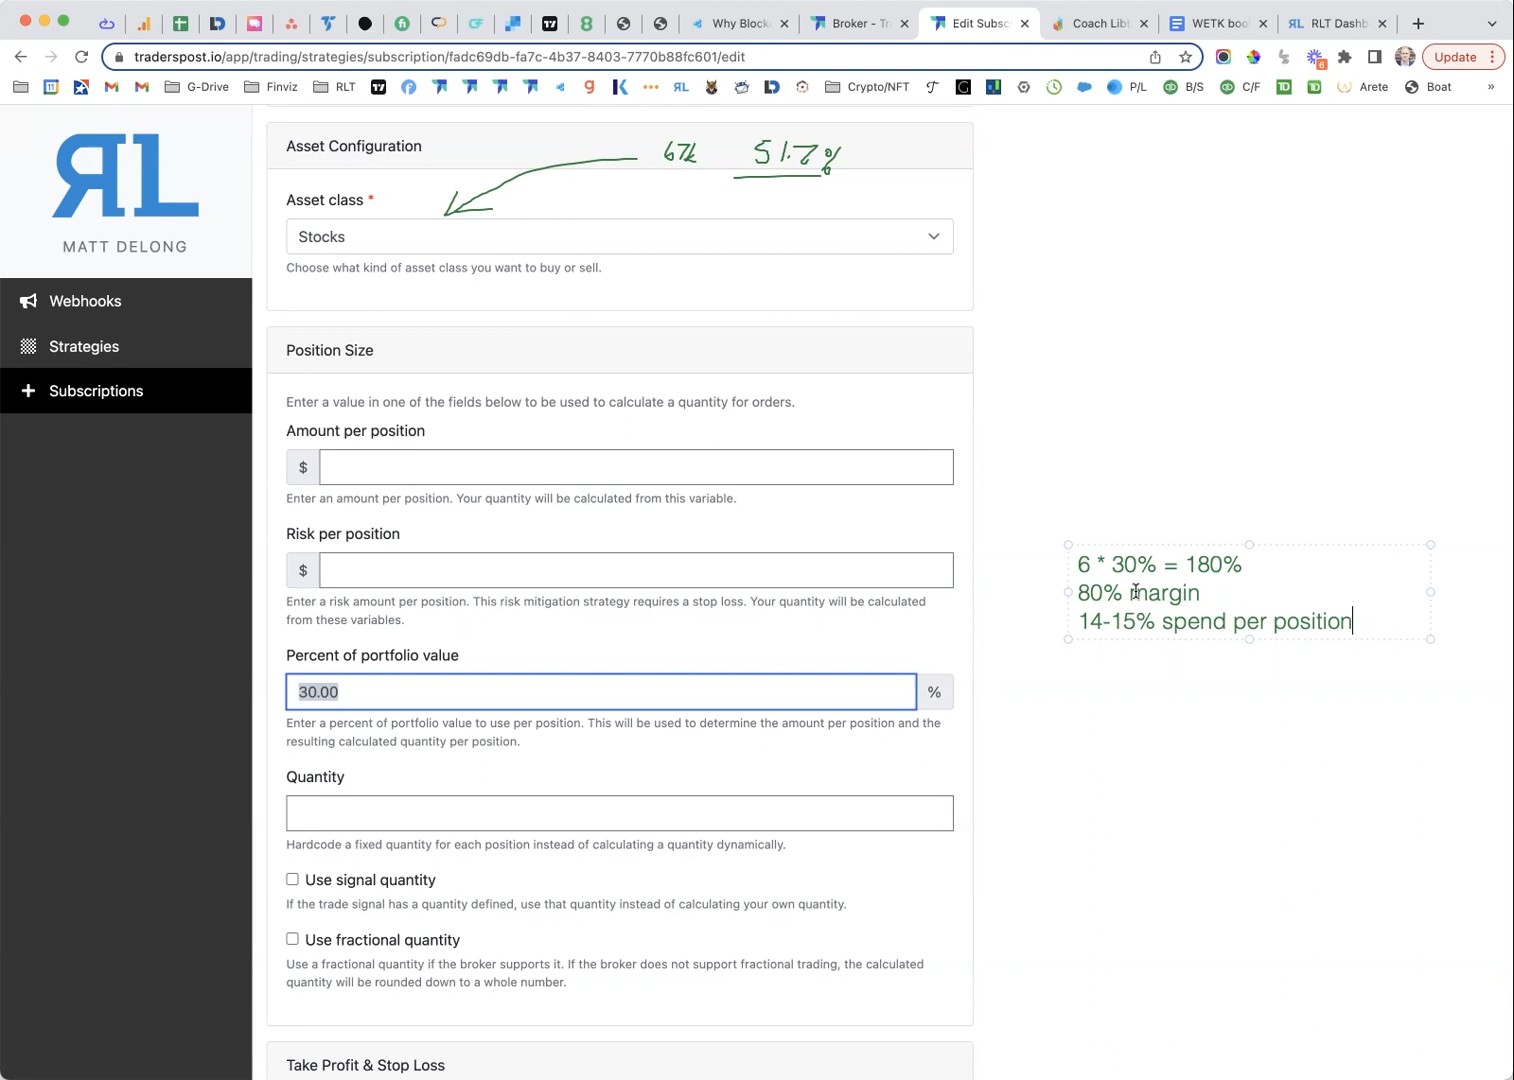 Why Block
Broker - Tr
Edit Subsc
Coach Lib
WETK boo
RLT Dashb
traderspost.io/app/trading/strategies/subscription/fadc69db-fa7c-4b37-8403-7770b88fc601/edit
6
Update
11
G-Drive
Finviz
RLT
Crypto/NFT
P/L
B/S
C/F
Arete
Boat
»
RL
MATT DELONG
Webhooks
Strategies
Subscriptions
Asset Configuration
67k 51.7%
Asset class *
Stocks
Choose what kind of asset class you want to buy or sell.
Position Size
Enter a value in one of the fields below to be used to calculate a quantity for orders.
Amount per position
$
Enter an amount per position. Your quantity will be calculated from this variable.
Risk per position
$
Enter a risk amount per position. This risk mitigation strategy requires a stop loss. Your quantity will be calculated
from these variables.
Percent of portfolio value
30.00 %
Enter a percent of portfolio value to use per position. This will be used to determine the amount per position and the
resulting calculated quantity per position.
Quantity
Hardcode a fixed quantity for each position instead of calculating a quantity dynamically.
Use signal quantity
If the trade signal has a quantity defined, use that quantity instead of calculating your own quantity.
Use fractional quantity
Use a fractional quantity if the broker supports it. If the broker does not support fractional trading, the calculated
quantity will be rounded down to a whole number.
Take Profit & Stop Loss
6 * 30% = 180%
80% margin
14-15% spend per position